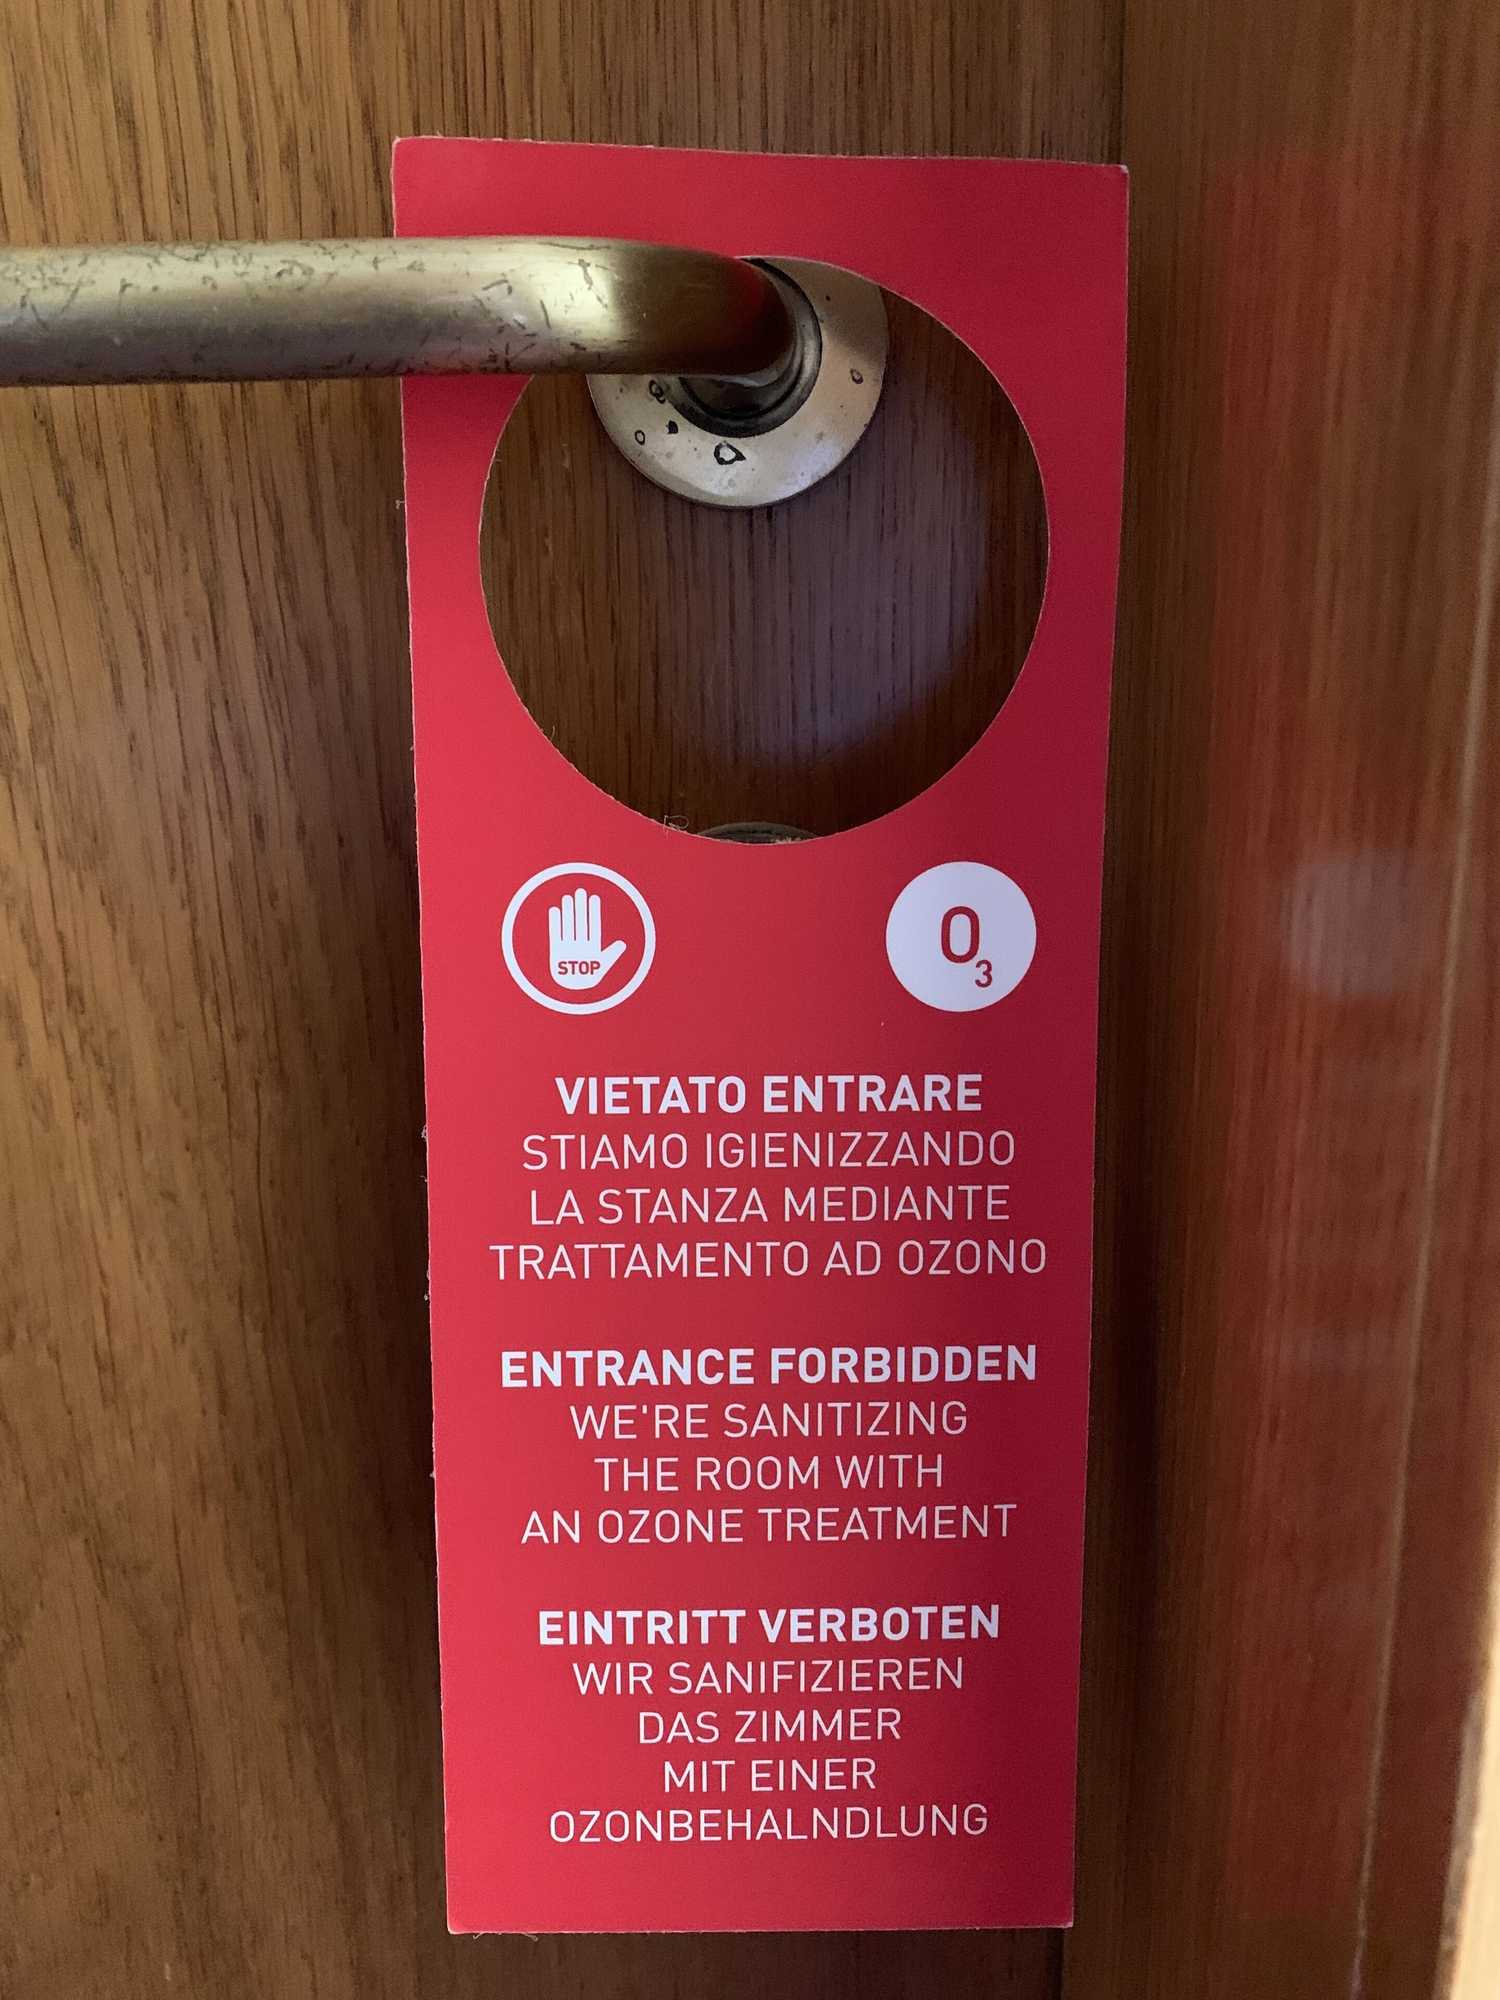 STOP
O3
VIETATO ENTRARE
STIAMO IGIENIZZANDO
LA STANZA MEDIANTE
TRATTAMENTO AD OZONO
ENTRANCE FORBIDDEN
WE'RE SANITIZING
THE ROOM WITH
AN OZONE TREATMENT
EINTRITT VERBOTEN
WIR SANIFIZIEREN
DAS ZIMMER
MIT EINER
OZONBEHALNDLUNG